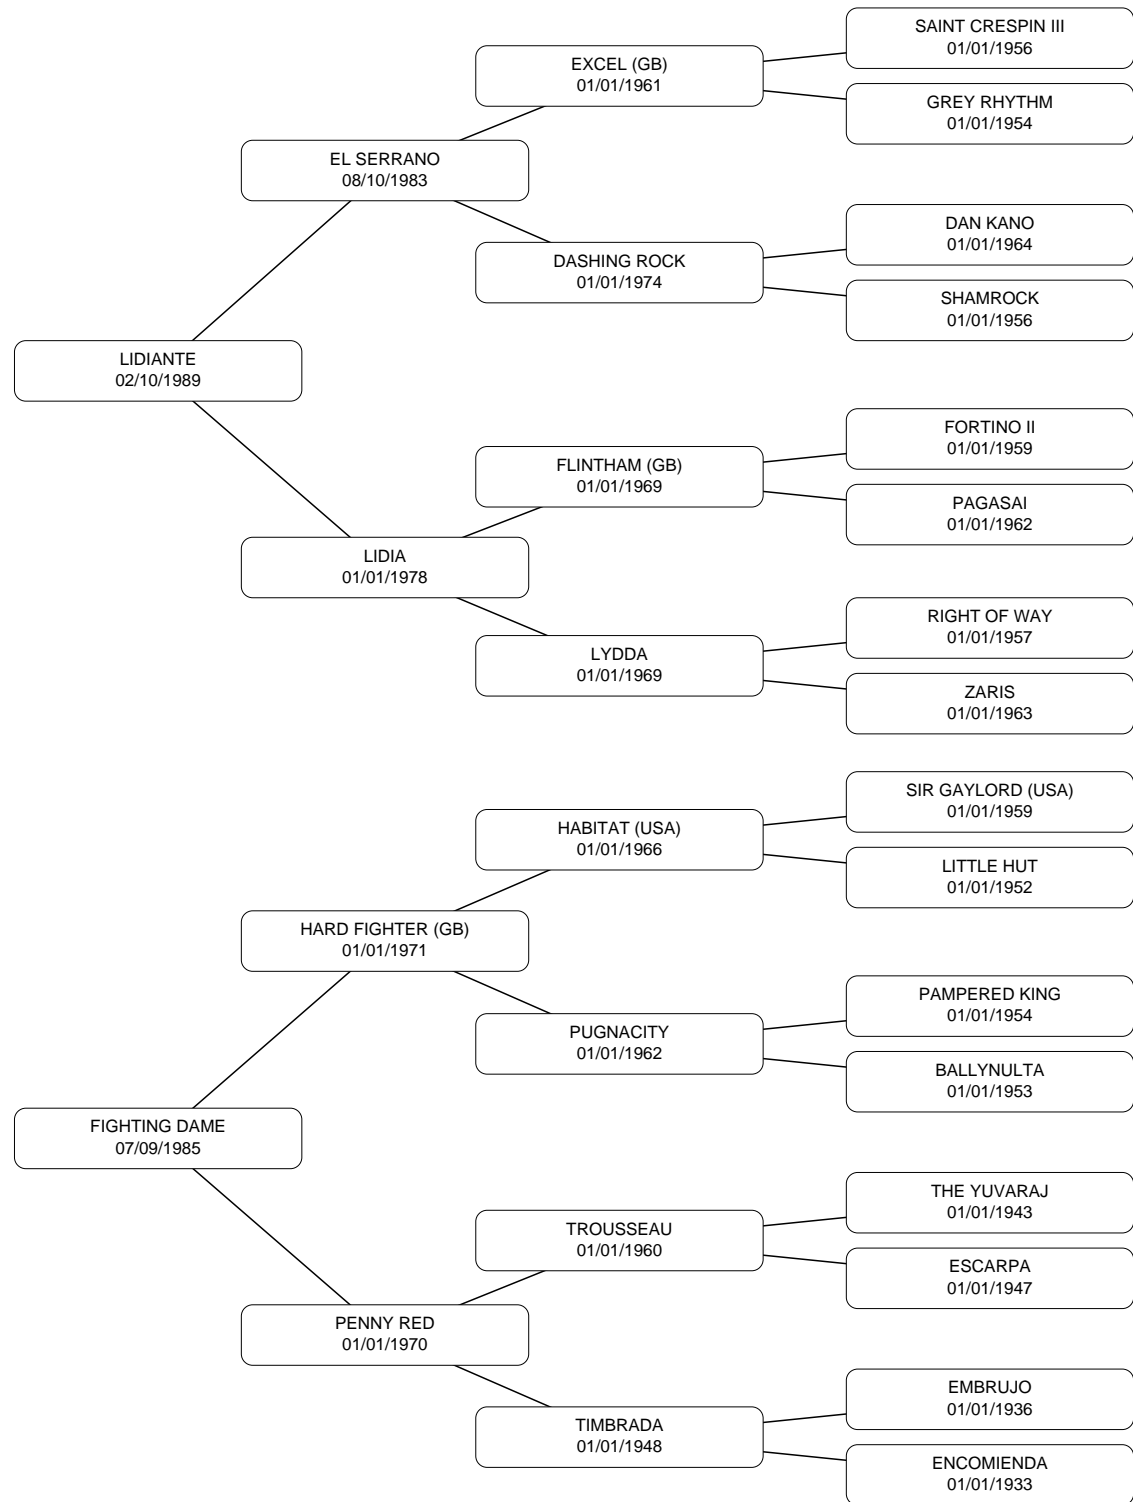 SAINT CRESPIN III
01/01/1956
EXCEL (GB)
01/01/1961
GREY RHYTHM
01/01/1954
EL SERRANO
08/10/1983
DAN KANO
01/01/1964
DASHING ROCK
01/01/1974
SHAMROCK
01/01/1956
LIDIANTE
02/10/1989
FORTINO II
01/01/1959
FLINTHAM (GB)
01/01/1969
PAGASAI
01/01/1962
LIDIA
01/01/1978
RIGHT OF WAY
01/01/1957
LYDDA
01/01/1969
ZARIS
01/01/1963
SIR GAYLORD (USA)
01/01/1959
HABITAT (USA)
01/01/1966
LITTLE HUT
01/01/1952
HARD FIGHTER (GB)
01/01/1971
PAMPERED KING
01/01/1954
PUGNACITY
01/01/1962
BALLYNULTA
01/01/1953
FIGHTING DAME
07/09/1985
THE YUVARAJ
01/01/1943
TROUSSEAU
01/01/1960
ESCARPA
01/01/1947
PENNY RED
01/01/1970
EMBRUJO
01/01/1936
TIMBRADA
01/01/1948
ENCOMIENDA
01/01/1933